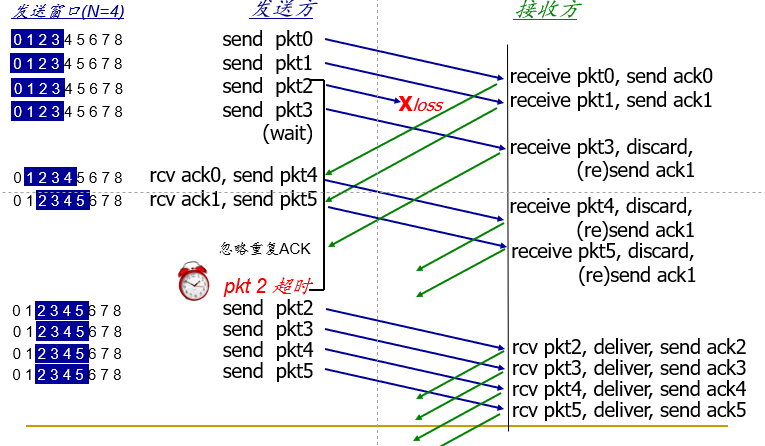 发送窗口(N=4) 发送方 接收方
0 1 2 3 4 5 6 7 8 send pkt0
0 1 2 3 4 5 6 7 8 send pkt1
receive pkt0, send ack0
0 1 2 3 4 5 6 7 8 send pkt2
Xloss
receive pkt1, send ack1
0 1 2 3 4 5 6 7 8 send pkt3
(wait)
receive pkt3, discard,
(re)send ack1
0 1 2 3 4 5 6 7 8 rcv ack0, send pkt4
0 1 2 3 4 5 6 7 8 rcv ack1, send pkt5
receive pkt4, discard,
(re)send ack1
忽略重复ACK
receive pkt5, discard,
(re)send ack1
pkt 2 超时
0 1 2 3 4 5 6 7 8 send pkt2
0 1 2 3 4 5 6 7 8 send pkt3
0 1 2 3 4 5 6 7 8 send pkt4
0 1 2 3 4 5 6 7 8 send pkt5
rcv pkt2, deliver, send ack2
rcv pkt3, deliver, send ack3
rcv pkt4, deliver, send ack4
rcv pkt5, deliver, send ack5